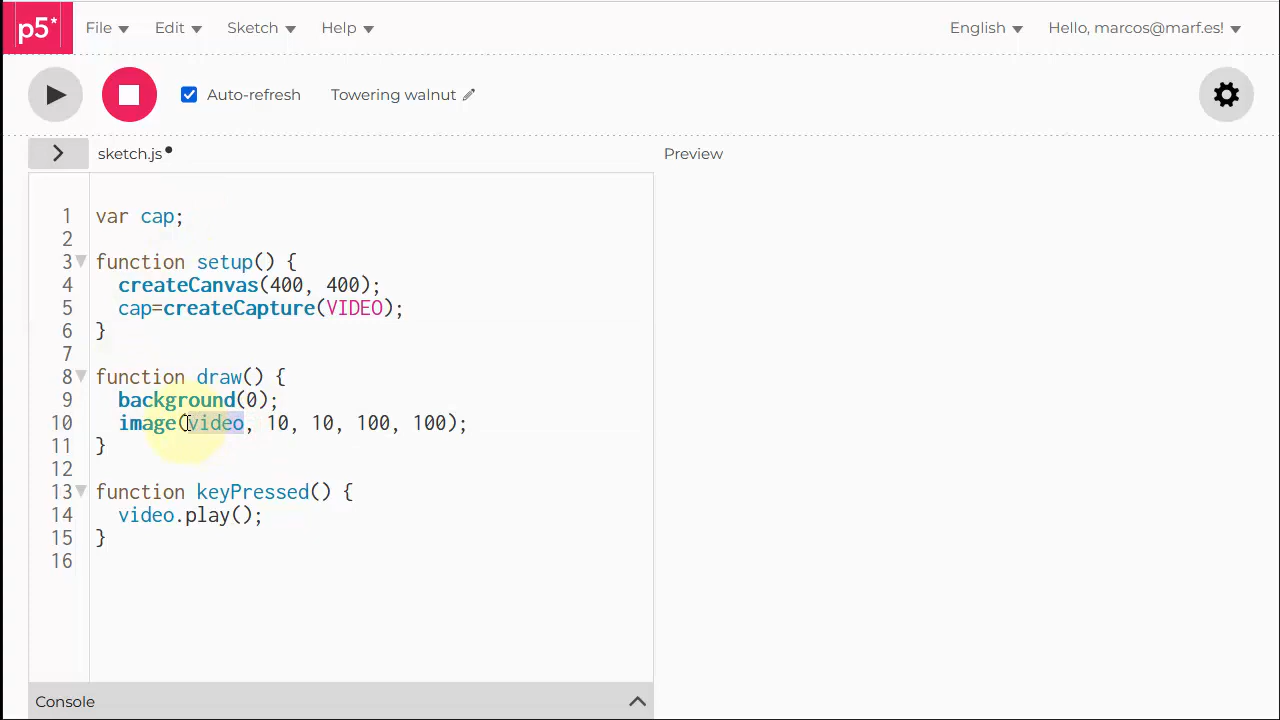 p5*
File
Edit
Sketch
Help
English
Hello, marcos@marf.es!
Auto-refresh
Towering walnut
sketch.js
Preview
1 var cap;
2
3 function setup() {
4 createCanvas(400, 400);
5 cap=createCapture(VIDEO);
6 }
7
8 function draw() {
9 background(0);
10 image(video, 10, 10, 100, 100);
11 }
12
13 function keyPressed() {
14 video.play();
15 }
16
Console